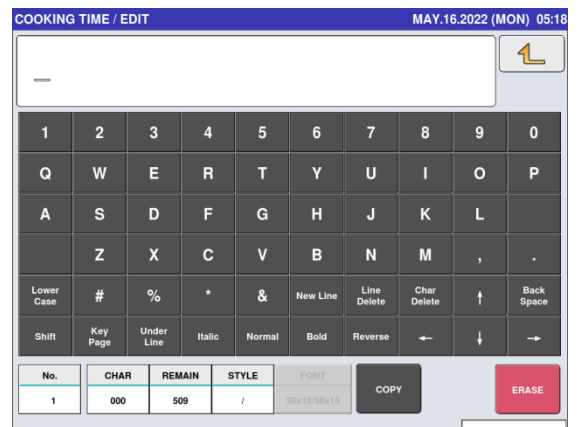 COOKING TIME / EDIT MAY.16.2022 (MON) 05:18
1 2 3 4 5 6 7 8 9 0
Q W E R T Y U I O P
A S D F G H J K L
Z X C V B N M , .
Lower Case # % * & New Line Line Delete Char Delete ↑ Back Space
Shift Key Page Under Line Italic Normal Bold Reverse ← ↓ →
No. CHAR REMAIN STYLE FONT
1 000 509 / 30x15/30x15
COPY
ERASE